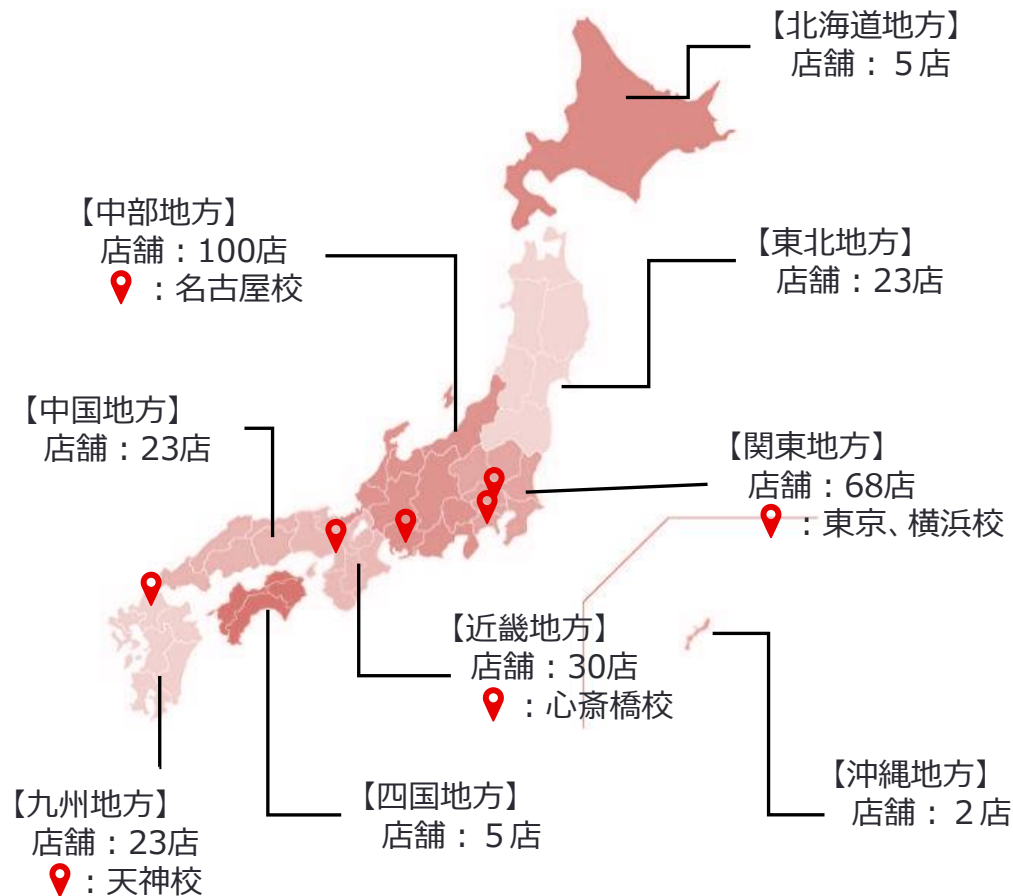 【北海道地方】
店舗：５店
【中部地方】
店舗：100店
：名古屋校
【東北地方】
店舗：23店
【中国地方】
店舗：23店
【関東地方】
店舗：68店
：東京、横浜校
【近畿地方】
店舗：30店
：心斎橋校
【沖縄地方】
店舗：２店
【四国地方】
店舗：５店
【九州地方】
店舗：23店
：天神校